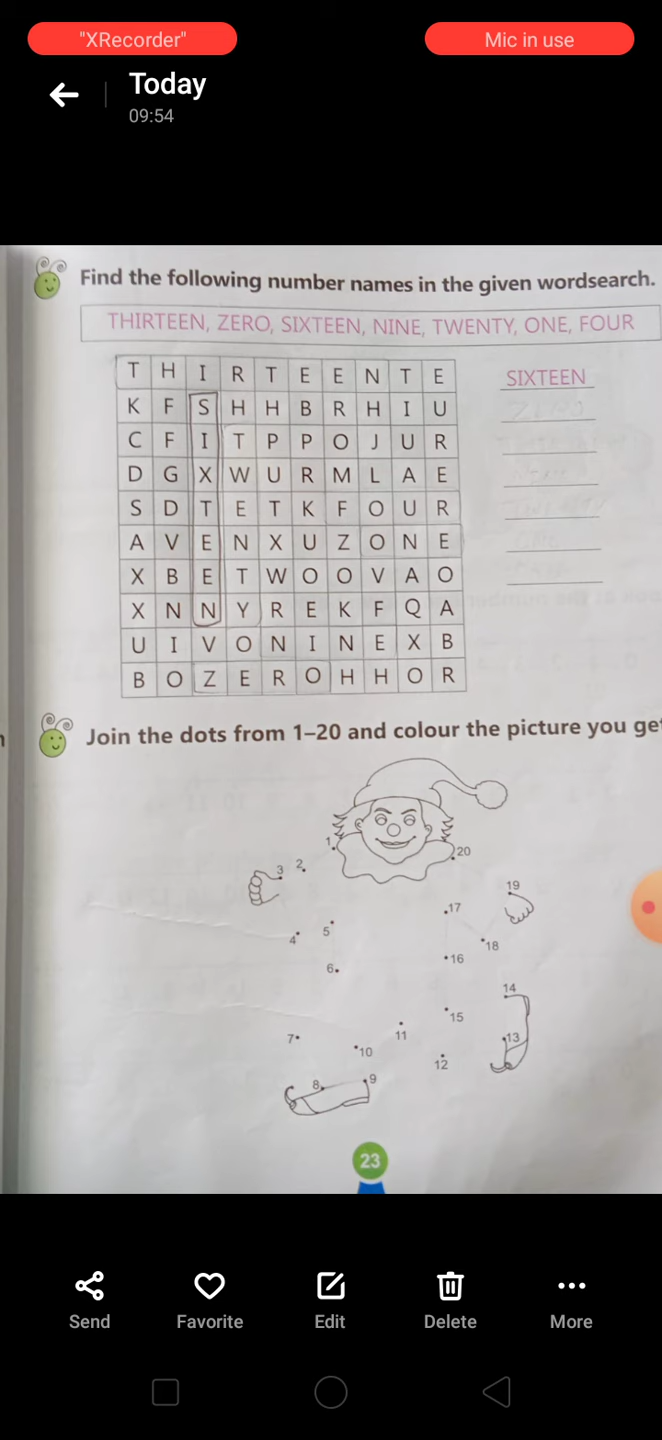 "XRecorder"
Mic in use
Today
09:54
Find the following number names in the given wordsearch.
THIRTEEN, ZERO, SIXTEEN, NINE, TWENTY, ONE, FOUR
T H I R T E E N T E
K F S H H B R H I U
C F I T P P O J U R
D G X W U R M L A E
S D T E T K F O U R
A V E N X U Z O N E
X B E T W O O V A O
X N N Y R E K F Q A
U I V O N I N E X B
B O Z E R O H H O R
SIXTEEN
Join the dots from 1–20 and colour the picture you get
1
2
3
4
5
6
7
8
9
10
11
12
13
14
15
16
17
18
19
20
23
Send
Favorite
Edit
Delete
More